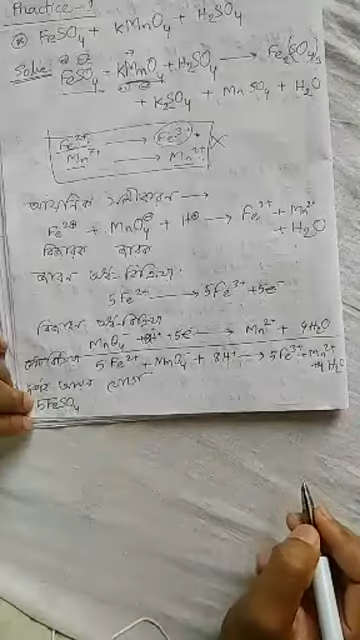 Practice - 1
FeSO4 + KMnO4 + H2SO4
Solve: FeSO4 + KMnO4 + H2SO4 ⟶ Fe2(SO4)3
+ K2SO4 + MnSO4 + H2O
Fe2+ ⟶ Fe3+
Mn7+ ⟶ Mn2+ X
আয়নিক সমীকরণ ⟶
Fe2+ + MnO4⊖ + H⊕ ⟶ Fe3+ + Mn2+
+ H2O
বিজারক জারক
জারন অর্ধ-বিক্রিয়া:
5Fe2+ ⟶ 5Fe3+ + 5e-
বিজারন অর্ধ-বিক্রিয়া
MnO4- + 8H+ + 5e- ⟶ Mn2+ + 4H2O
5Fe2+ + MnO4- + 8H+ ⟶ 5Fe3+ + Mn2+
+ 4H2O
5FeSO4